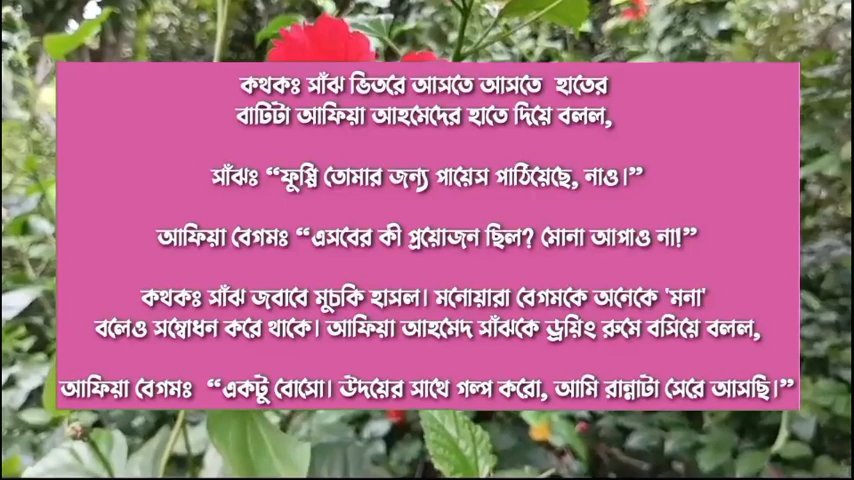 কথকঃ সাঁঝ ভিতরে আসতে আসতে হাতের
বাটিটা আফিয়া আহমেদের হাতে দিয়ে বলল,
সাঁঝঃ “ফুপ্পি তোমার জন্য পায়েস পাঠিয়েছে, নাও।”
আফিয়া বেগমঃ “এসবের কী প্রয়োজন ছিল? মোনা আপাও না!”
কথকঃ সাঁঝ জবাবে মুচকি হাসল। মনোয়ারা বেগমকে অনেকে 'মনা'
বলেও সম্বোধন করে থাকে। আফিয়া আহমেদ সাঁঝকে ড্রয়িং রুমে বসিয়ে বলল,
আফিয়া বেগমঃ “একটু বোসো। উদয়ের সাথে গল্প করো, আমি রান্নাটা সেরে আসছি।”